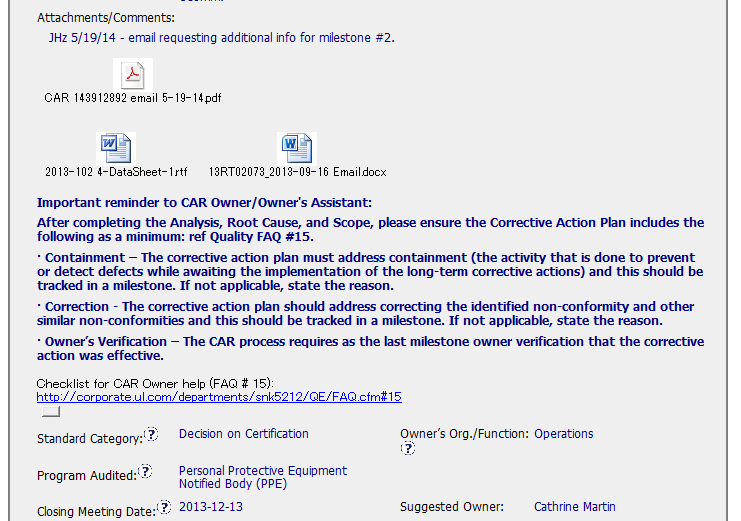 Attachments/Comments:
JHz 5/19/14 - email requesting additional info for milestone #2.
CAR 143912892 email 5-19-14.pdf
2013-102 4-DataSheet-1.rtf 13RT02073_2013-09-16 Email.docx
Important reminder to CAR Owner/Owner's Assistant:
After completing the Analysis, Root Cause, and Scope, please ensure the Corrective Action Plan includes the
following as a minimum: ref Quality FAQ #15.
· Containment – The corrective action plan must address containment (the activity that is done to prevent
or detect defects while awaiting the implementation of the long-term corrective actions) and this should be
tracked in a milestone. If not applicable, state the reason.
· Correction - The corrective action plan should address correcting the identified non-conformity and other
similar non-conformities and this should be tracked in a milestone. If not applicable, state the reason.
· Owner’s Verification – The CAR process requires as the last milestone owner verification that the corrective
action was effective.
Checklist for CAR Owner help (FAQ # 15):
http://corporate.ul.com/departments/snk5212/QE/FAQ.cfm#15
Standard Category: ? Decision on Certification Owner's Org./Function: Operations
?
Program Audited: ? Personal Protective Equipment
Notified Body (PPE)
Closing Meeting Date: ? 2013-12-13 Suggested Owner: Cathrine Martin